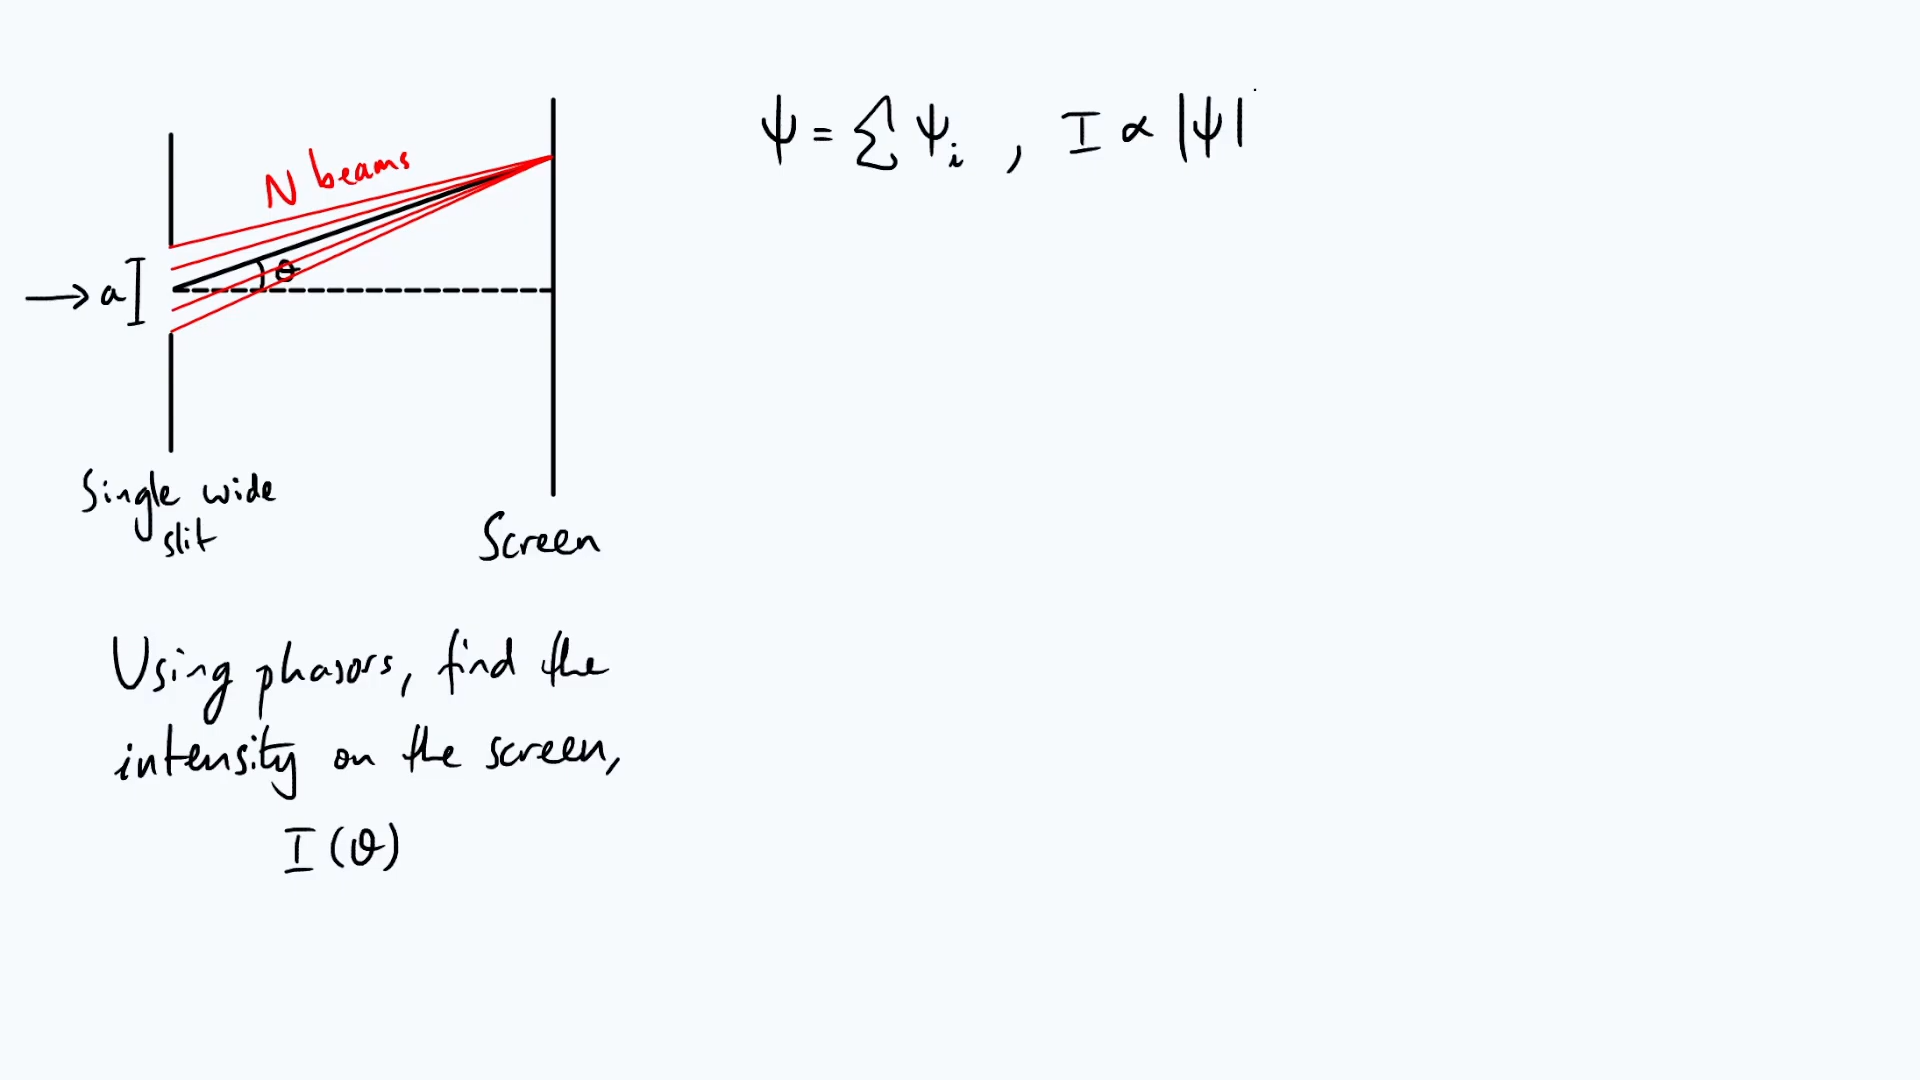 ψ = Σ ψᵢ , I ∝ |ψ|
N beams
θ
→ a
Single wide
slit
Screen
Using phasors, find the
intensity on the screen,
I(θ)